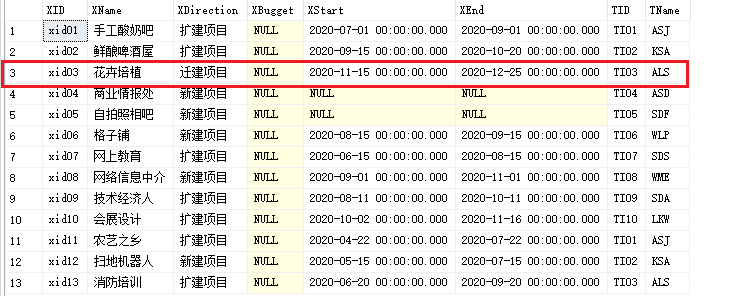 XID XName XDirection XBugget XStart XEnd TID TName
1 xid01 手工酸奶吧 扩建项目 NULL 2020-07-01 00:00:00.000 2020-09-01 00:00:00.000 TI01 ASJ
2 xid02 鲜酿啤酒屋 扩建项目 NULL 2020-09-15 00:00:00.000 2020-10-20 00:00:00.000 TI02 KSA
3 xid03 花卉培植 迁建项目 NULL 2020-11-15 00:00:00.000 2020-12-25 00:00:00.000 TI03 ALS
4 xid04 商业情报处 新建项目 NULL NULL NULL TI04 ASD
5 xid05 自拍照相吧 新建项目 NULL NULL NULL TI05 SDF
6 xid06 格子铺 新建项目 NULL 2020-08-15 00:00:00.000 2020-09-15 00:00:00.000 TI06 WLP
7 xid07 网上教育 扩建项目 NULL 2020-06-15 00:00:00.000 2020-08-15 00:00:00.000 TI07 SDS
8 xid08 网络信息中介 新建项目 NULL 2020-09-01 00:00:00.000 2020-11-01 00:00:00.000 TI08 WME
9 xid09 技术经济人 扩建项目 NULL 2020-08-11 00:00:00.000 2020-10-11 00:00:00.000 TI09 SDA
10 xid10 会展设计 扩建项目 NULL 2020-10-02 00:00:00.000 2020-11-16 00:00:00.000 TI10 LKW
11 xid11 农艺之乡 扩建项目 NULL 2020-04-22 00:00:00.000 2020-07-22 00:00:00.000 TI01 ASJ
12 xid12 扫地机器人 新建项目 NULL 2020-05-15 00:00:00.000 2020-07-15 00:00:00.000 TI02 KSA
13 xid13 消防培训 扩建项目 NULL 2020-06-20 00:00:00.000 2020-09-20 00:00:00.000 TI03 ALS